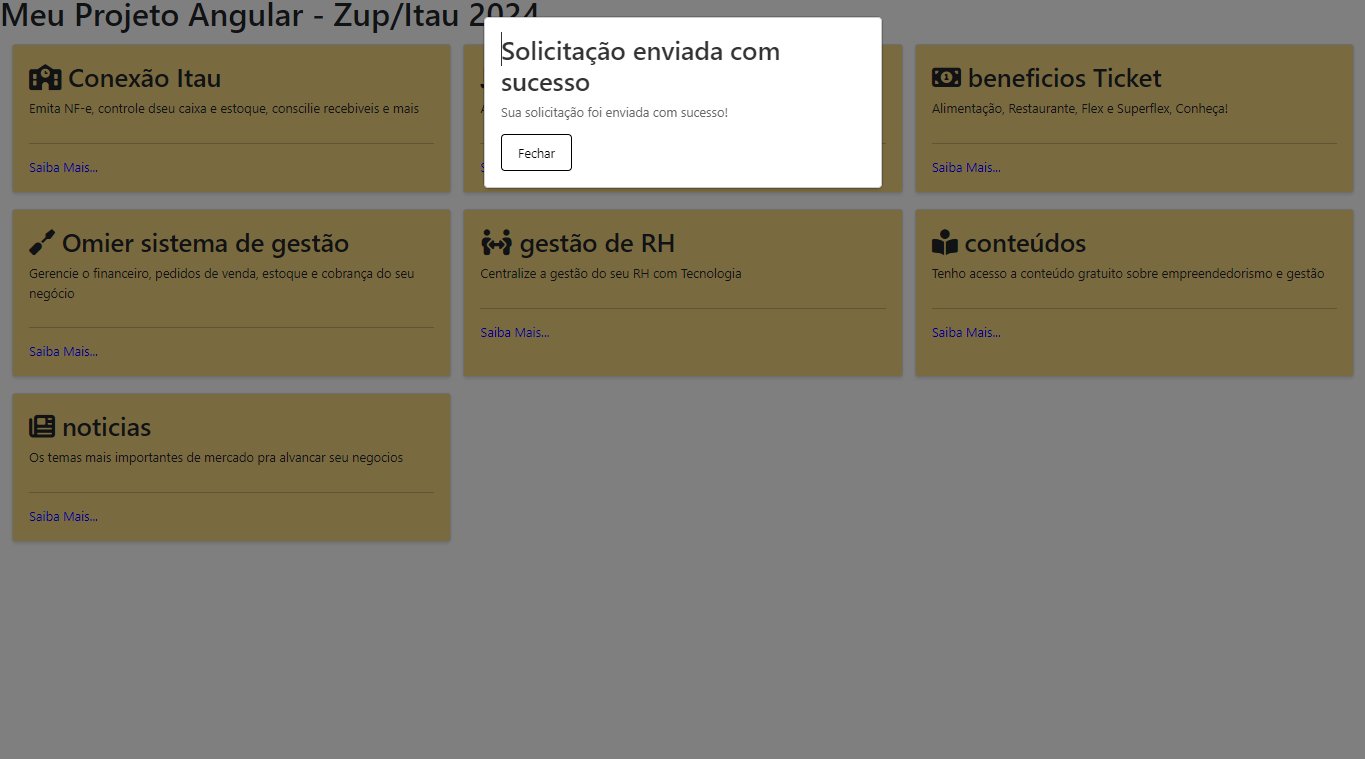 Meu Projeto Angular - Zup/Itau 2024
Solicitação enviada com
sucesso
Sua solicitação foi enviada com sucesso!
Fechar
Conexão Itau
Emita NF-e, controle dseu caixa e estoque, conscilie recebiveis e mais
Saiba Mais...
beneficios Ticket
Alimentação, Restaurante, Flex e Superflex, Conheça!
Saiba Mais...
Omier sistema de gestão
Gerencie o financeiro, pedidos de venda, estoque e cobrança do seu
negócio
Saiba Mais...
gestão de RH
Centralize a gestão do seu RH com Tecnologia
Saiba Mais...
conteúdos
Tenho acesso a conteúdo gratuito sobre empreendedorismo e gestão
Saiba Mais...
noticias
Os temas mais importantes de mercado pra alvancar seu negocios
Saiba Mais...